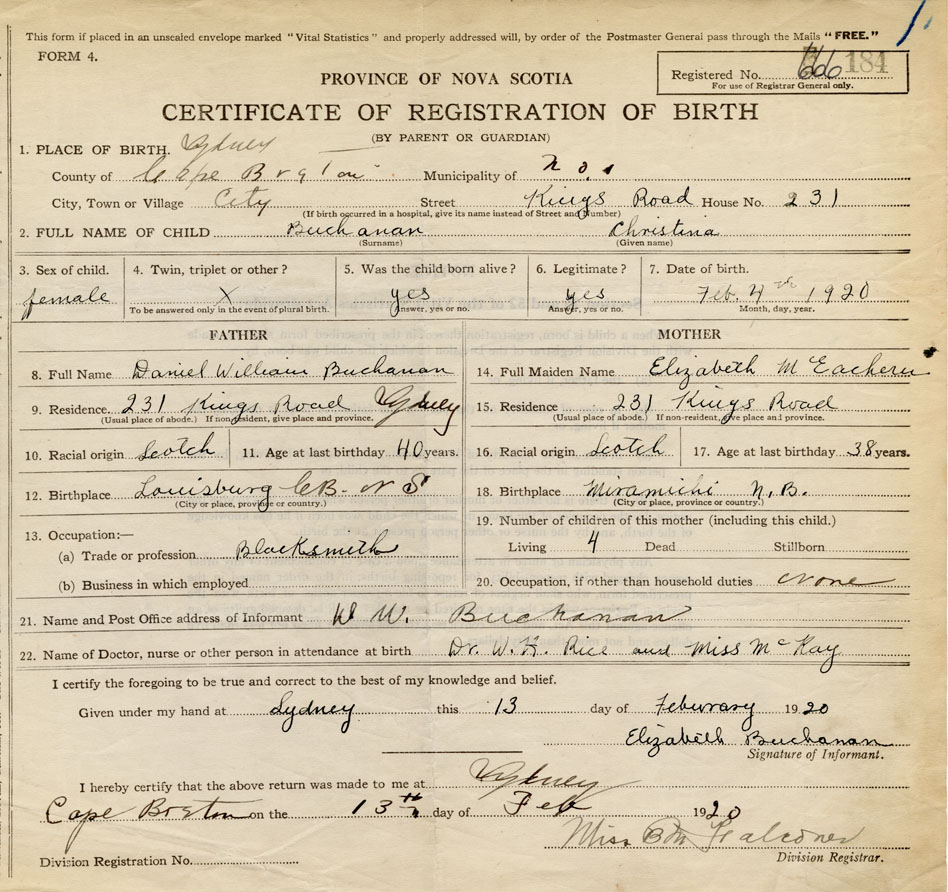 This form if placed in an unsealed envelope marked "Vital Statistics" and properly addressed will, by order of the Postmaster General pass through the Mails "FREE."
FORM 4.
PROVINCE OF NOVA SCOTIA
Registered No. 184
For use of Registrar General only.
CERTIFICATE OF REGISTRATION OF BIRTH
(BY PARENT OR GUARDIAN)
1. PLACE OF BIRTH. Sydney
County of Cape Breton Municipality of N. S.
City, Town or Village City Street Kings Road House No. 231
(If birth occurred in a hospital, give its name instead of Street and Number)
2. FULL NAME OF CHILD Buchanan Christina
(Surname) (Given name)
3. Sex of child. 4. Twin, triplet or other? 5. Was the child born alive? 6. Legitimate? 7. Date of birth.
female X yes yes Feb. 4th 1920
To be answered only in the event of plural birth. Answer, yes or no. Answer, yes or no. Month, day, year.
FATHER MOTHER
8. Full Name Daniel William Buchanan 14. Full Maiden Name Elizabeth McEachern
9. Residence. 231 Kings Road Sydney 15. Residence 231 Kings Road
(Usual place of abode.) If non-resident, give place and province. (Usual place of abode.) If non-resident, give place and province.
10. Racial origin Scotch 11. Age at last birthday 40 years. 16. Racial origin Scotch 17. Age at last birthday 38 years.
12. Birthplace Louisburg CB - N S 18. Birthplace Miramichi N. B.
(City or place, province or country.) (City or place, province or country.)
13. Occupation:— 19. Number of children of this mother (including this child.)
(a) Trade or profession Blacksmith Living 4 Dead Stillborn
(b) Business in which employed 20. Occupation, if other than household duties none
21. Name and Post Office address of Informant D W. Buchanan
22. Name of Doctor, nurse or other person in attendance at birth Dr. W. K. Rice and Miss McKay
I certify the foregoing to be true and correct to the best of my knowledge and belief.
Given under my hand at Sydney this 13 day of Feburary 1920
Elizabeth Buchanan
Signature of Informant.
I hereby certify that the above return was made to me at Sydney
Cape Breton on the 13th day of Feb 1920
Miss Falconer
Division Registration No. Division Registrar.